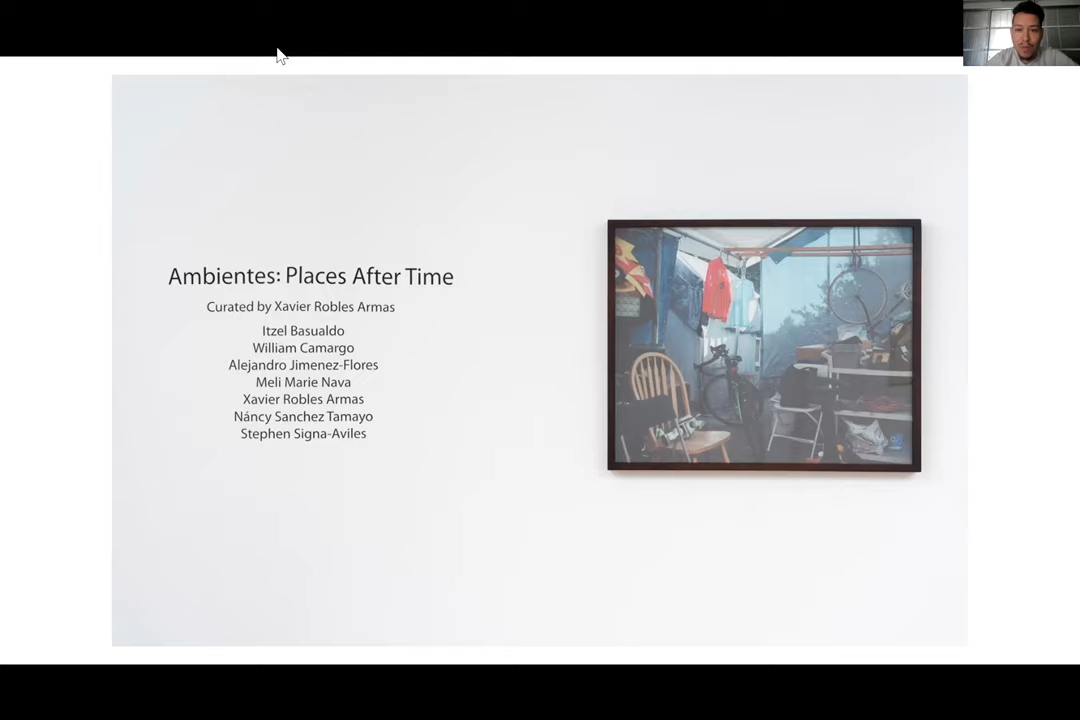 Ambientes: Places After Time
Curated by Xavier Robles Armas
Itzel Basualdo
William Camargo
Alejandro Jimenez-Flores
Meli Marie Nava
Xavier Robles Armas
Náncy Sanchez Tamayo
Stephen Signa-Aviles